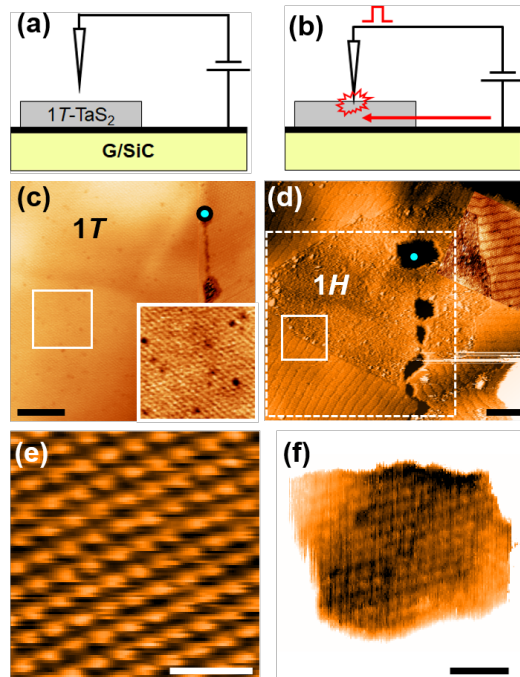 (a)
1T-TaS₂
G/SiC
(b)
(c)
1T
(d)
1H
(e)
(f)